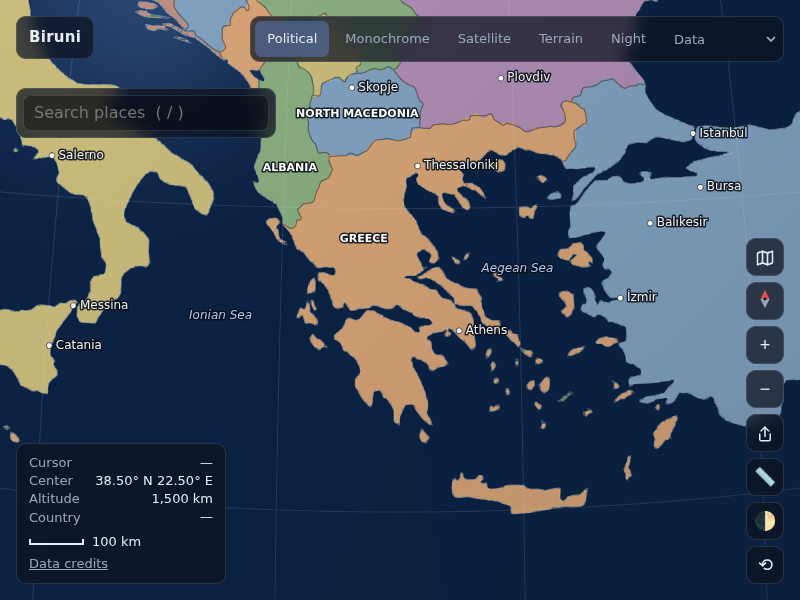 Biruni
Political
Monochrome
Satellite
Terrain
Night
Data
Search places ( / )
Skopje
Plovdiv
NORTH MACEDONIA
Istanbul
Salerno
ALBANIA
Thessaloniki
Bursa
Balıkesir
GREECE
Aegean Sea
İzmir
Messina
Ionian Sea
Athens
Catania
Cursor —
Center 38.50° N 22.50° E
Altitude 1,500 km
Country —
100 km
Data credits